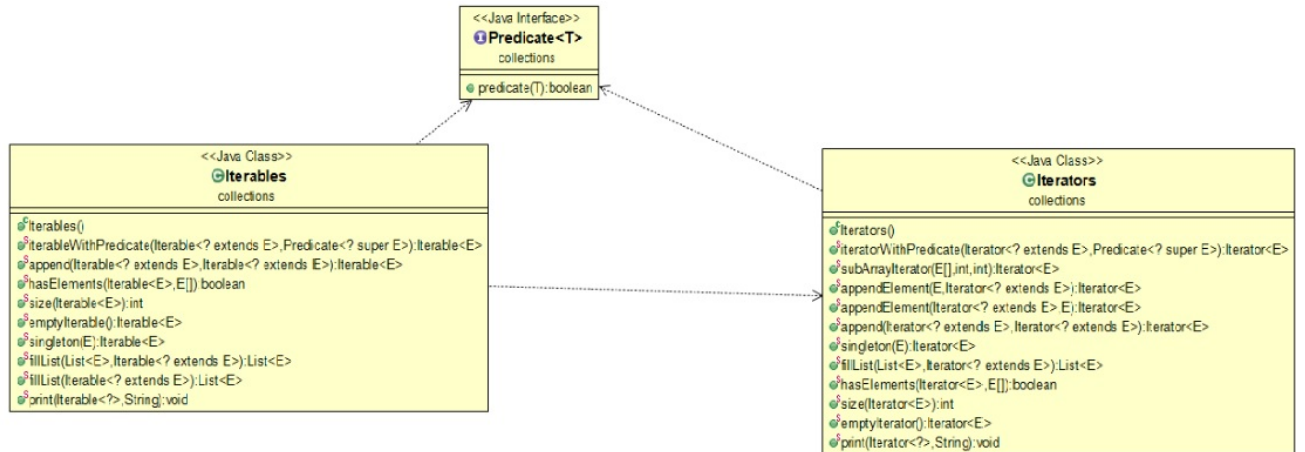 <<Java Interface>>
Predicate<T>
collections
predicate(T):boolean
<<Java Class>>
Iterables
collections
Iterables()
iterableWithPredicate(Iterable<? extends E>,Predicate<? super E>):Iterable<E>
append(Iterable<? extends E>,Iterable<? extends E>):Iterable<E>
hasElements(Iterable<E>,E[]):boolean
size(Iterable<E>):int
emptyIterable():Iterable<E>
singleton(E):Iterable<E>
fillList(List<E>,Iterable<? extends E>):List<E>
fillList(Iterable<? extends E>):List<E>
print(Iterable<?>,String):void
<<Java Class>>
Iterators
collections
Iterators()
iteratorWithPredicate(Iterator<? extends E>,Predicate<? super E>):Iterator<E>
subArrayIterator(E[],int,int):Iterator<E>
appendElement(E,Iterator<? extends E>):Iterator<E>
appendElement(Iterator<? extends E>,E):Iterator<E>
append(Iterator<? extends E>,Iterator<? extends E>):Iterator<E>
singleton(E):Iterator<E>
fillList(List<E>,Iterator<? extends E>):List<E>
hasElements(Iterator<E>,E[]):boolean
size(Iterator<E>):int
emptyIterator():Iterator<E>
print(Iterator<?>,String):void